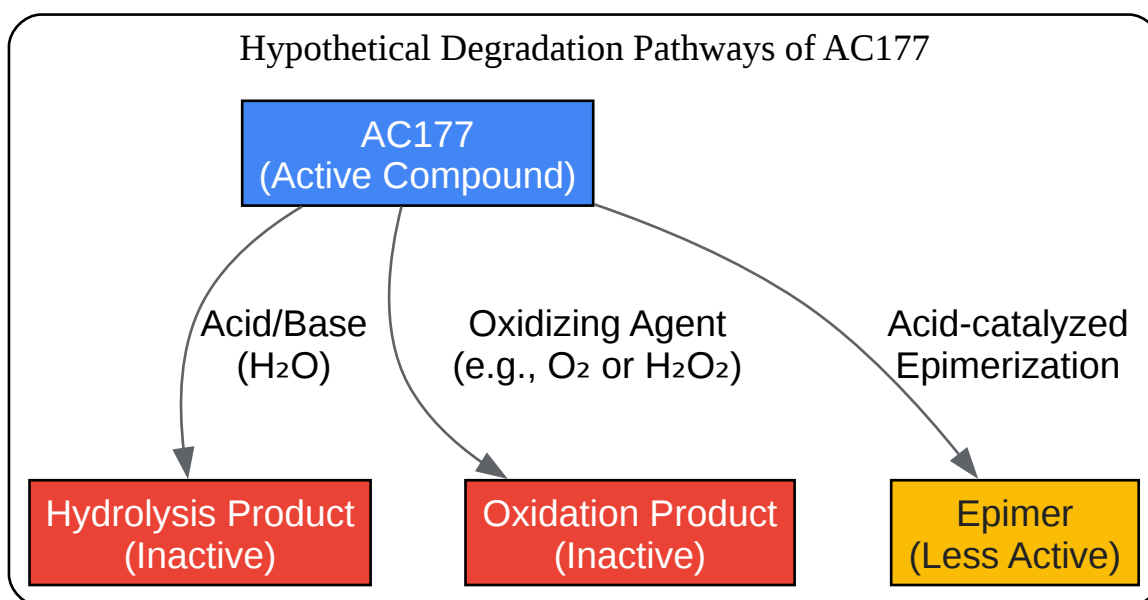 Hypothetical Degradation Pathways of AC177
AC177
(Active Compound)
Acid/Base
(H₂O)
Oxidizing Agent
(e.g., O₂ or H₂O₂)
Acid-catalyzed
Epimerization
Hydrolysis Product
(Inactive)
Oxidation Product
(Inactive)
Epimer
(Less Active)